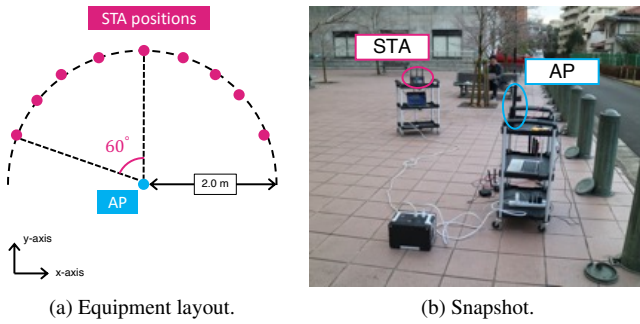 STA positions
60°
AP
2.0 m
y-axis
x-axis
(a) Equipment layout.
STA
AP
(b) Snapshot.